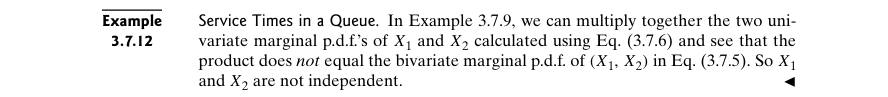 Example Service Times in a Queue. In Example 3.7.9, we can multiply together the two uni-
3.7.12 variate marginal p.d.f.'s of X₁ and X₂ calculated using Eq. (3.7.6) and see that the
product does not equal the bivariate marginal p.d.f. of (X₁, X₂) in Eq. (3.7.5). So X₁
and X₂ are not independent. ◄